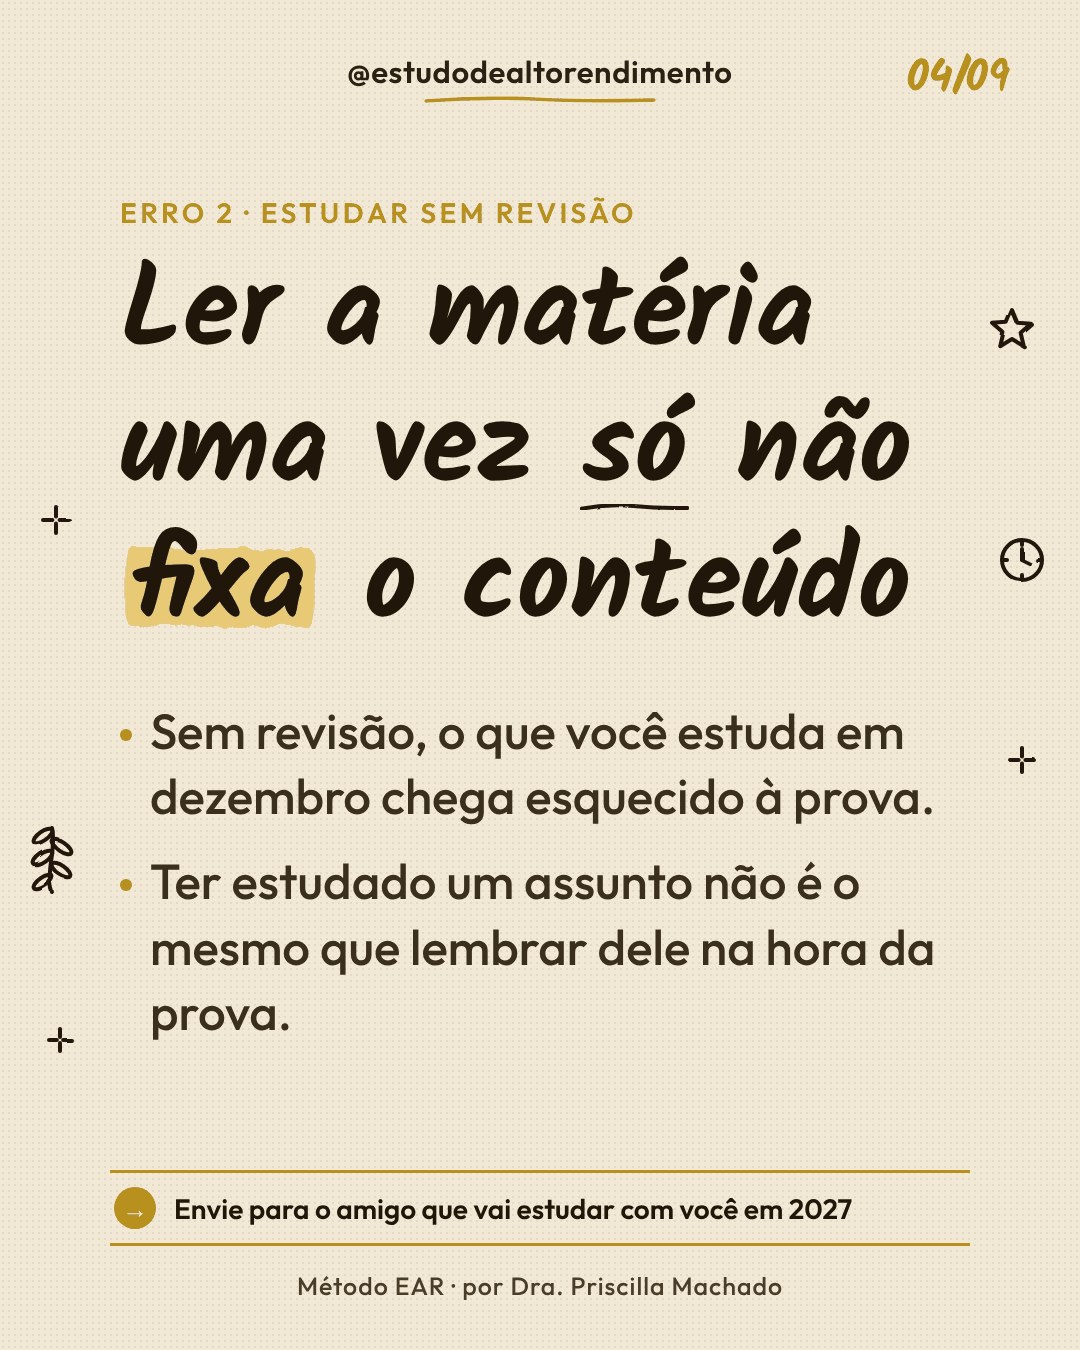 @estudodealtorendimento
04/09
ERRO 2 · ESTUDAR SEM REVISÃO
Ler a matéria
uma vez só não
fixa o conteúdo
• Sem revisão, o que você estuda em
dezembro chega esquecido à prova.
• Ter estudado um assunto não é o
mesmo que lembrar dele na hora da
prova.
→ Envie para o amigo que vai estudar com você em 2027
Método EAR · por Dra. Priscilla Machado